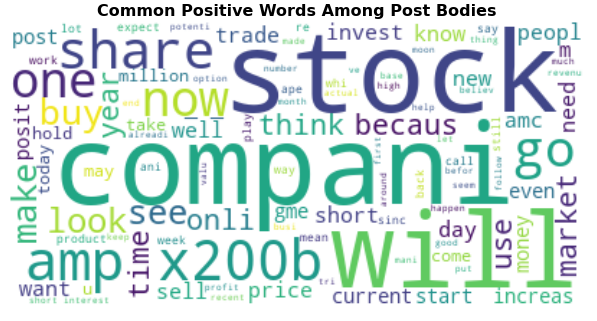 Common Positive Words Among Post Bodies
post lot expect potenti re made say thing peopl
work share trade invest know
one million option ve whi moon number ape base high new much revenu m
year now stock actual month believ
buy end help need
posit take well play think becaus let amc still
hold alreadi
today may ani valu compani way first call befor go
around back seem follow even
make look see onli gme short sinc happen market
product keep week busi mean good day use money
amp time x200b mani come put will
want u sell profit price tri current start increas
short interest recent